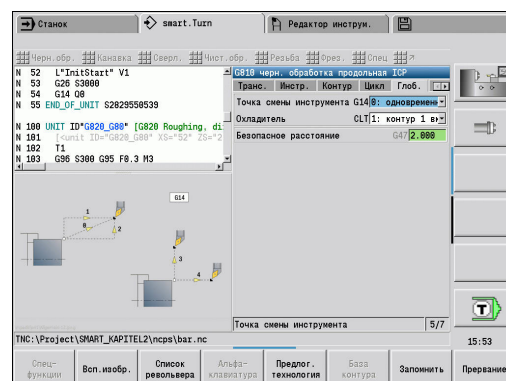 Станок
smart.Turn
Редактор инструм.
Черн.обр. Канавка Сверл. Чист.обр. Резьба Фрез. Спец
N 52 L"InitStart" V1
N 53 G26 S3000
N 54 G14 Q0
N 55 END_OF_UNIT S2829550539
N 100 UNIT ID"G820_G80" [G820 Roughing, di
N 101 [<unit ID="G820_G80" XS="52" ZS="2
N 102 T1
N 103 G96 S300 G95 F0.3 M3
G810 черн. обработка продольная ICP
Транс. Инстр. Контур Цикл Глоб.
Точка смены инструмента G14 0: одновремен
Охладитель CLT 1: контур 1 в
Безопасное расстояние G47 2.000
G14
1
0
2
3
4
Точка смены инструмента 5/7
TNC:\Project\SMART_KAPITEL2\ncps\bar.nc
15:53
T
Спец-функции
Всп.изобр.
Список револьвера
Альфа-клавиатура
Предлог. технология
База контура
Запомнить
Прервание